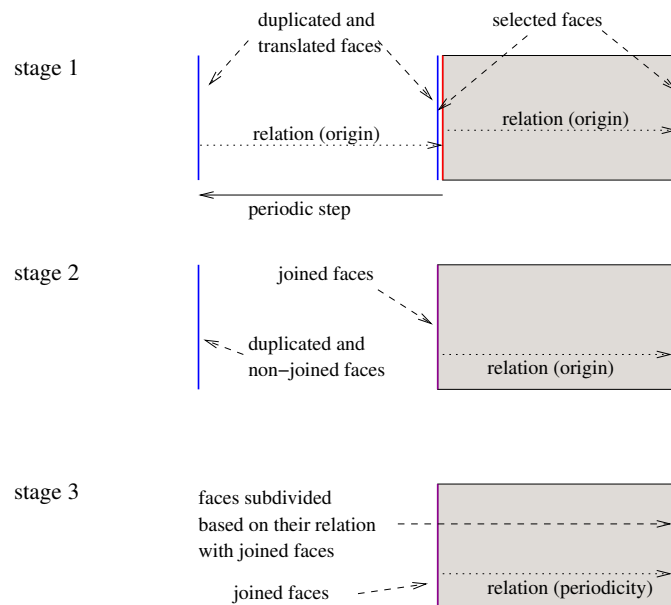 duplicated and
translated faces
selected faces
stage 1
relation (origin)
relation (origin)
periodic step
stage 2
joined faces
duplicated and
non−joined faces
relation (origin)
stage 3
faces subdivided
based on their relation
with joined faces
joined faces
relation (periodicity)